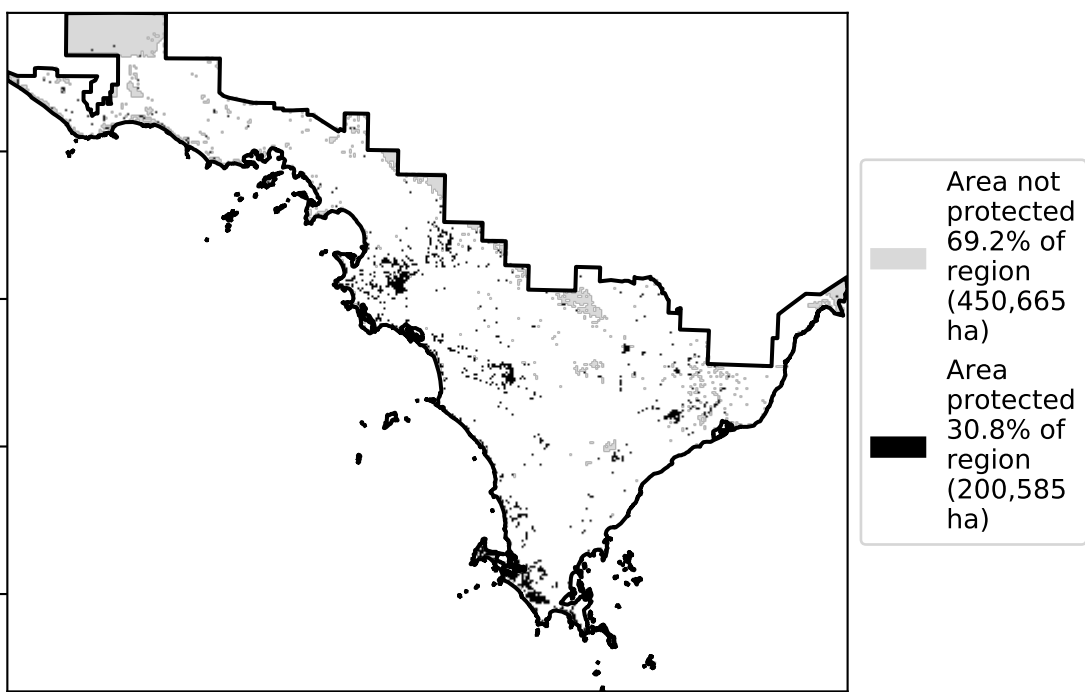 Area not
protected
69.2% of
region
(450,665
ha)
Area
protected
30.8% of
region
(200,585
ha)